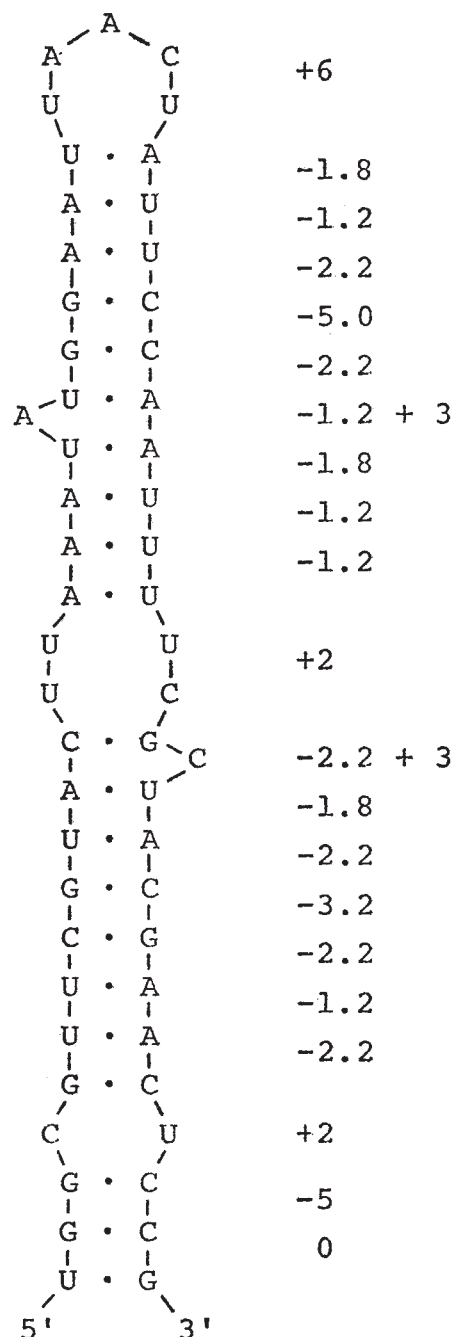 A
A C +6
U U
U · A
-1.8
A · U
-1.2
A · U
-2.2
G · C
-5.0
G · C
-2.2
U · A
A -1.2 + 3
U · A
-1.8
A · U
-1.2
A · U
-1.2
A · U
U U
+2
U C
C · G
C -2.2 + 3
A · U
-1.8
U · A
-2.2
G · C
-3.2
C · G
-2.2
U · A
-1.2
U · A
-2.2
G · C
C U +2
G · C
-5
G · C
0
U · G
5' 3'